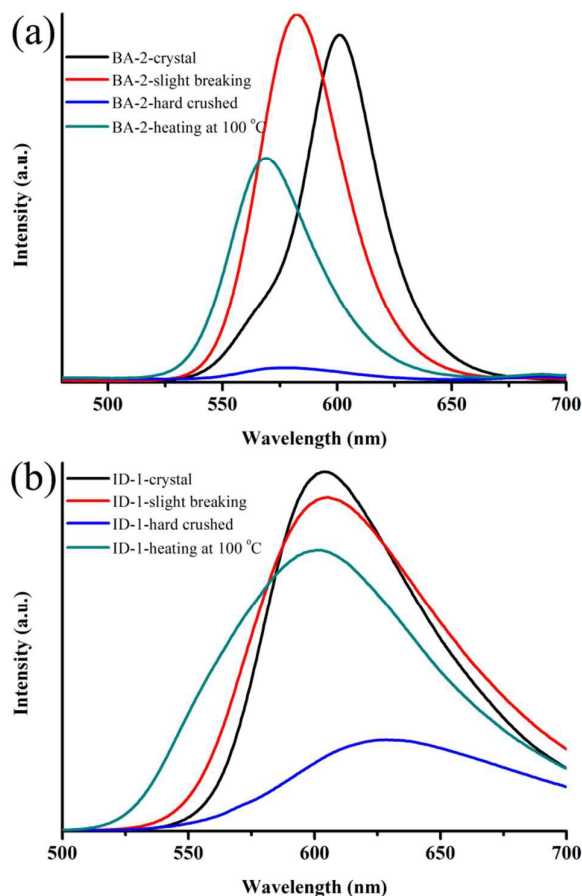 (a)
BA-2-crystal
BA-2-slight breaking
BA-2-hard crushed
BA-2-heating at 100 °C
Intensity (a.u.)
500 550 600 650 700
Wavelength (nm)
(b)
ID-1-crystal
ID-1-slight breaking
ID-1-hard crushed
ID-1-heating at 100 °C
Intensity (a.u.)
500 550 600 650 700
Wavelength (nm)